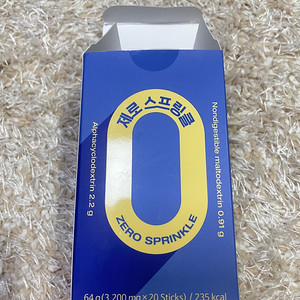 제로 스프링클
ZERO SPRINKLE
Alphacyclodextrin 2.2 g
Nondigestible maltodextrin 0.91 g
64 g(3,200 mg×20 Sticks) / 235 kcal